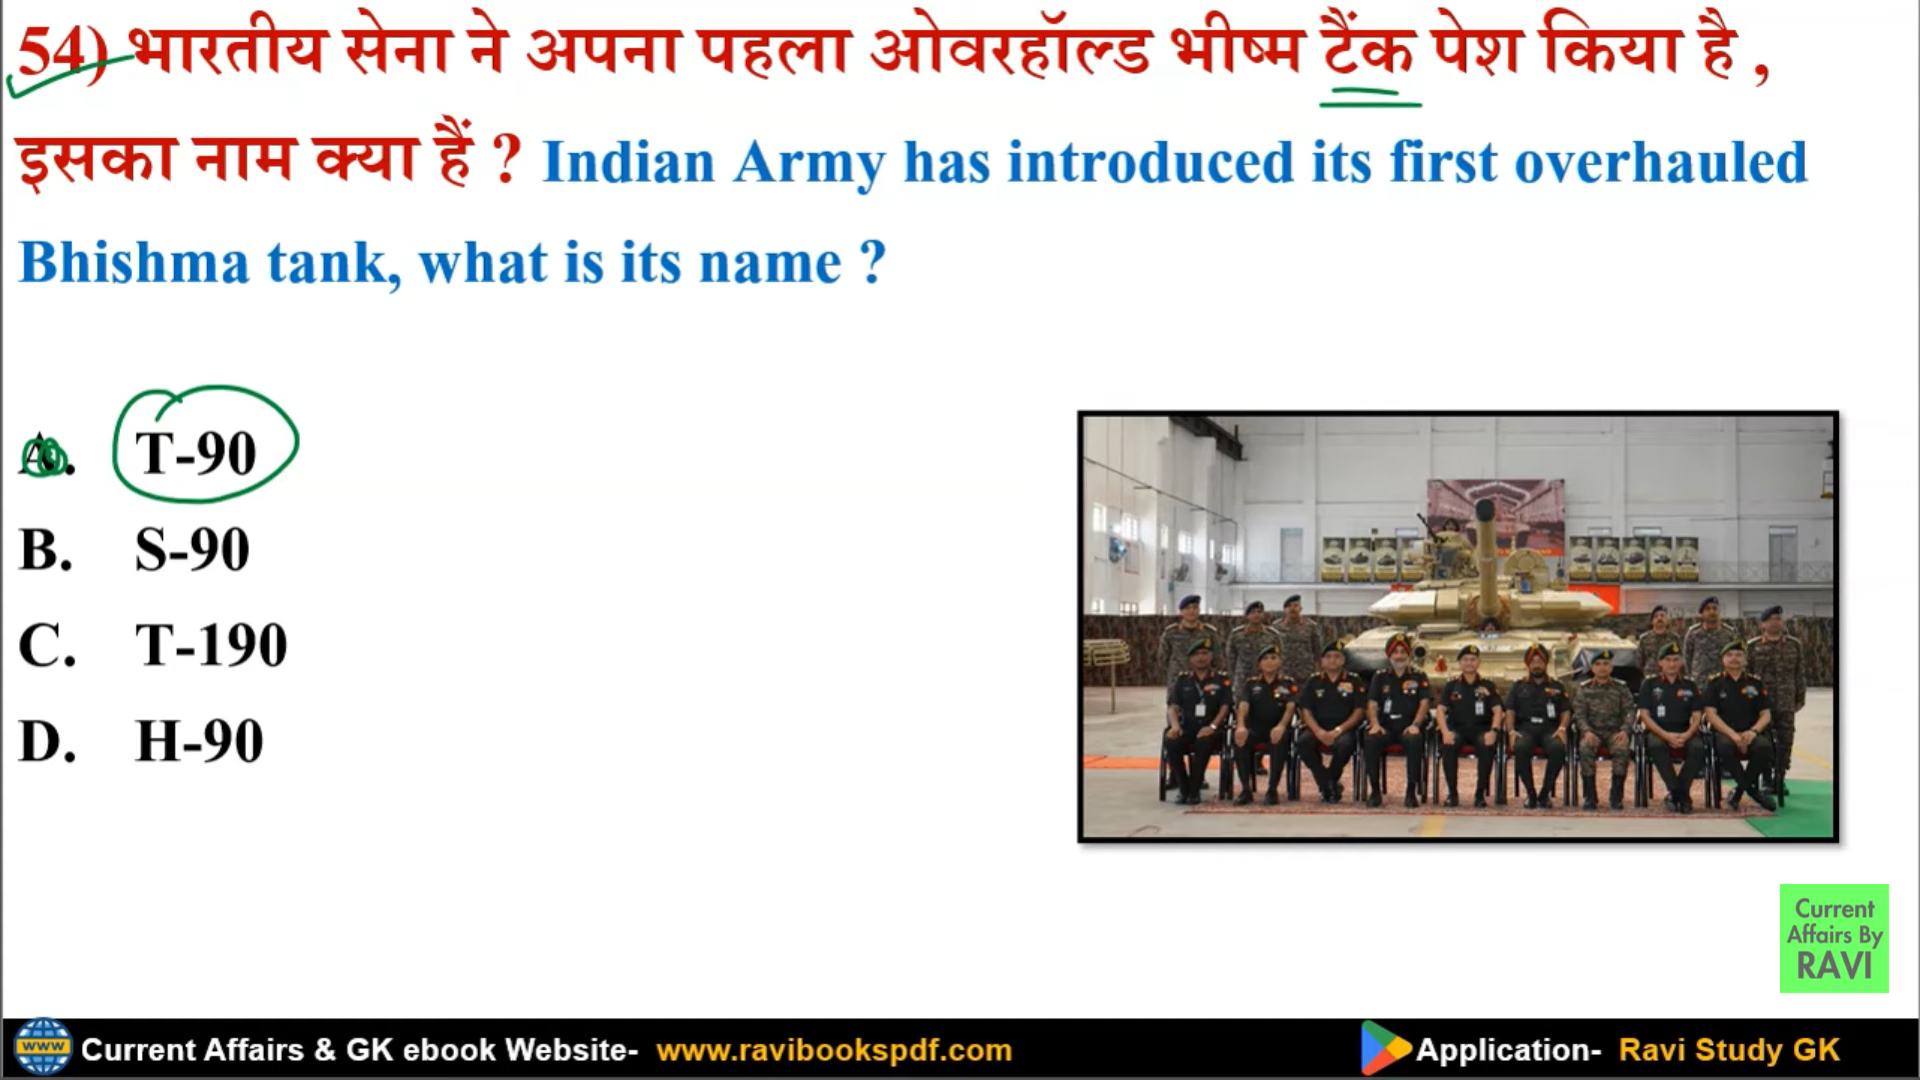 54) भारतीय सेना ने अपना पहला ओवरहॉल्ड भीष्म टैंक पेश किया है ,
इसका नाम क्या हैं ? Indian Army has introduced its first overhauled
Bhishma tank, what is its name ?
A. T-90
B. S-90
C. T-190
D. H-90
Current
Affairs By
RAVI
www Current Affairs & GK ebook Website- www.ravibookspdf.com Application- Ravi Study GK